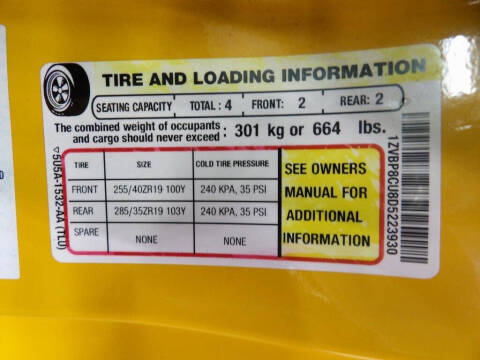 TIRE AND LOADING INFORMATION
SEATING CAPACITY TOTAL : 4 FRONT: 2 REAR: 2
The combined weight of occupants and cargo should never exceed : 301 kg or 664 lbs.
TIRE SIZE COLD TIRE PRESSURE
FRONT 255/40ZR19 100Y 240 KPA, 35 PSI
REAR 285/35ZR19 103Y 240 KPA, 35 PSI
SPARE NONE NONE
SEE OWNERS
MANUAL FOR
ADDITIONAL
INFORMATION
5U5A-1532-AA (TLU)
1ZVBP8CU8D5223930